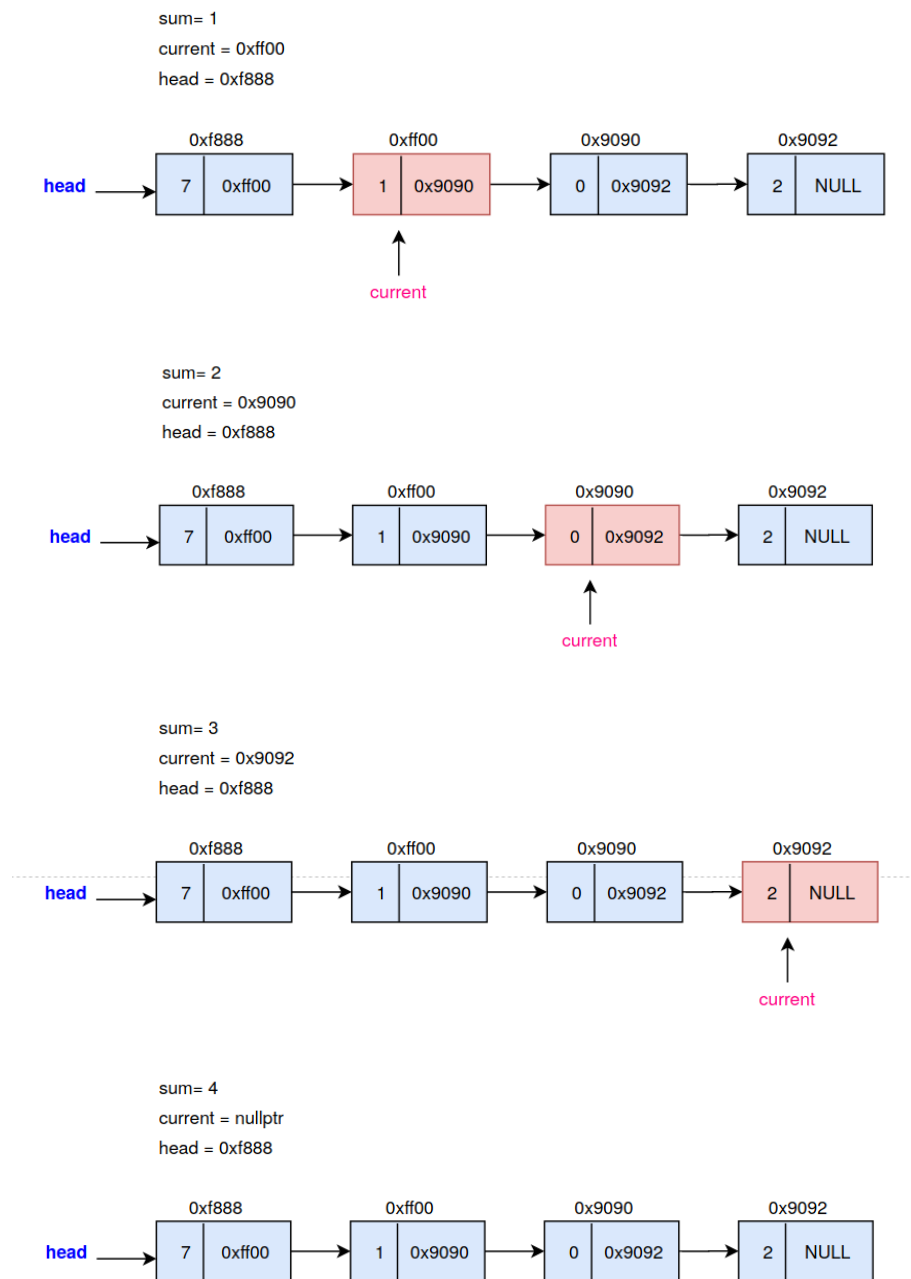 sum= 1
current = 0xff00
head = 0xf888
0xf888 0xff00 0x9090 0x9092
head 7 0xff00 1 0x9090 0 0x9092 2 NULL
current
sum= 2
current = 0x9090
head = 0xf888
0xf888 0xff00 0x9090 0x9092
head 7 0xff00 1 0x9090 0 0x9092 2 NULL
current
sum= 3
current = 0x9092
head = 0xf888
0xf888 0xff00 0x9090 0x9092
head 7 0xff00 1 0x9090 0 0x9092 2 NULL
current
sum= 4
current = nullptr
head = 0xf888
0xf888 0xff00 0x9090 0x9092
head 7 0xff00 1 0x9090 0 0x9092 2 NULL